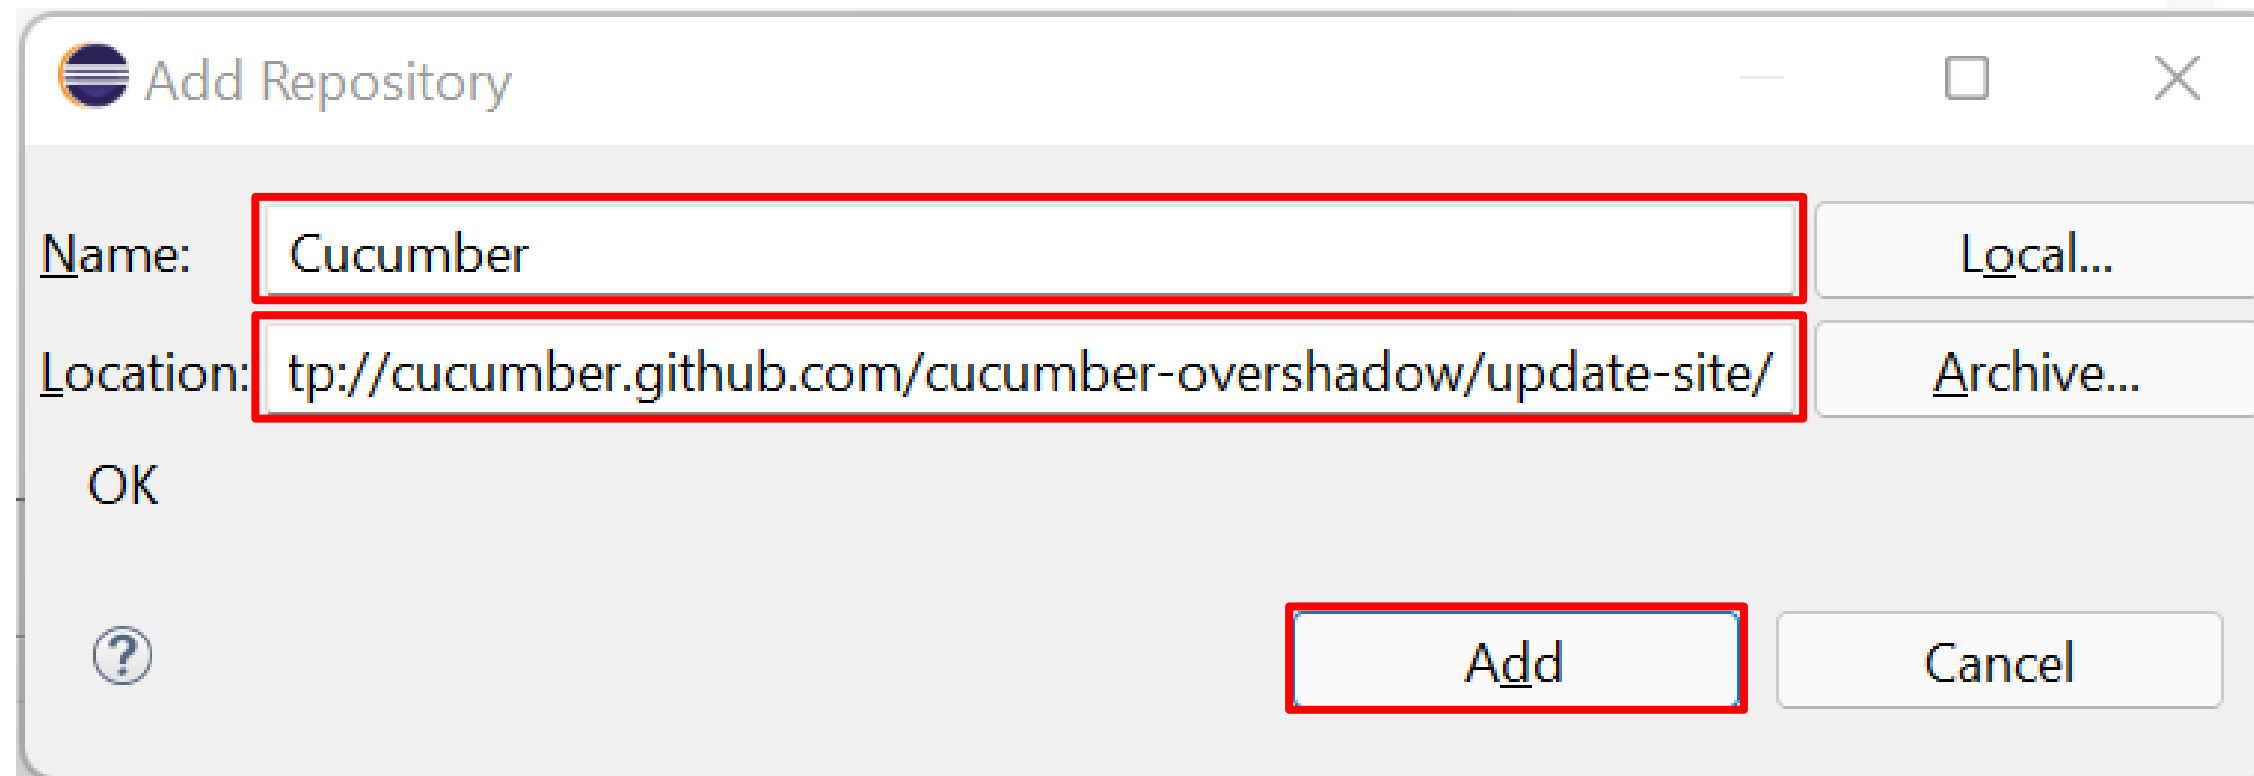 Add Repository
Name: Cucumber Local...
Location: tp://cucumber.github.com/cucumber-overshadow/update-site/ Archive...
OK
?
Add Cancel